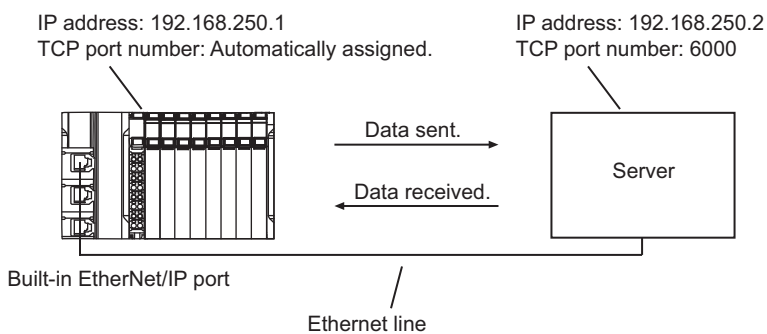 IP address: 192.168.250.1
TCP port number: Automatically assigned.
IP address: 192.168.250.2
TCP port number: 6000
Data sent.
Server
Data received.
Built-in EtherNet/IP port
Ethernet line